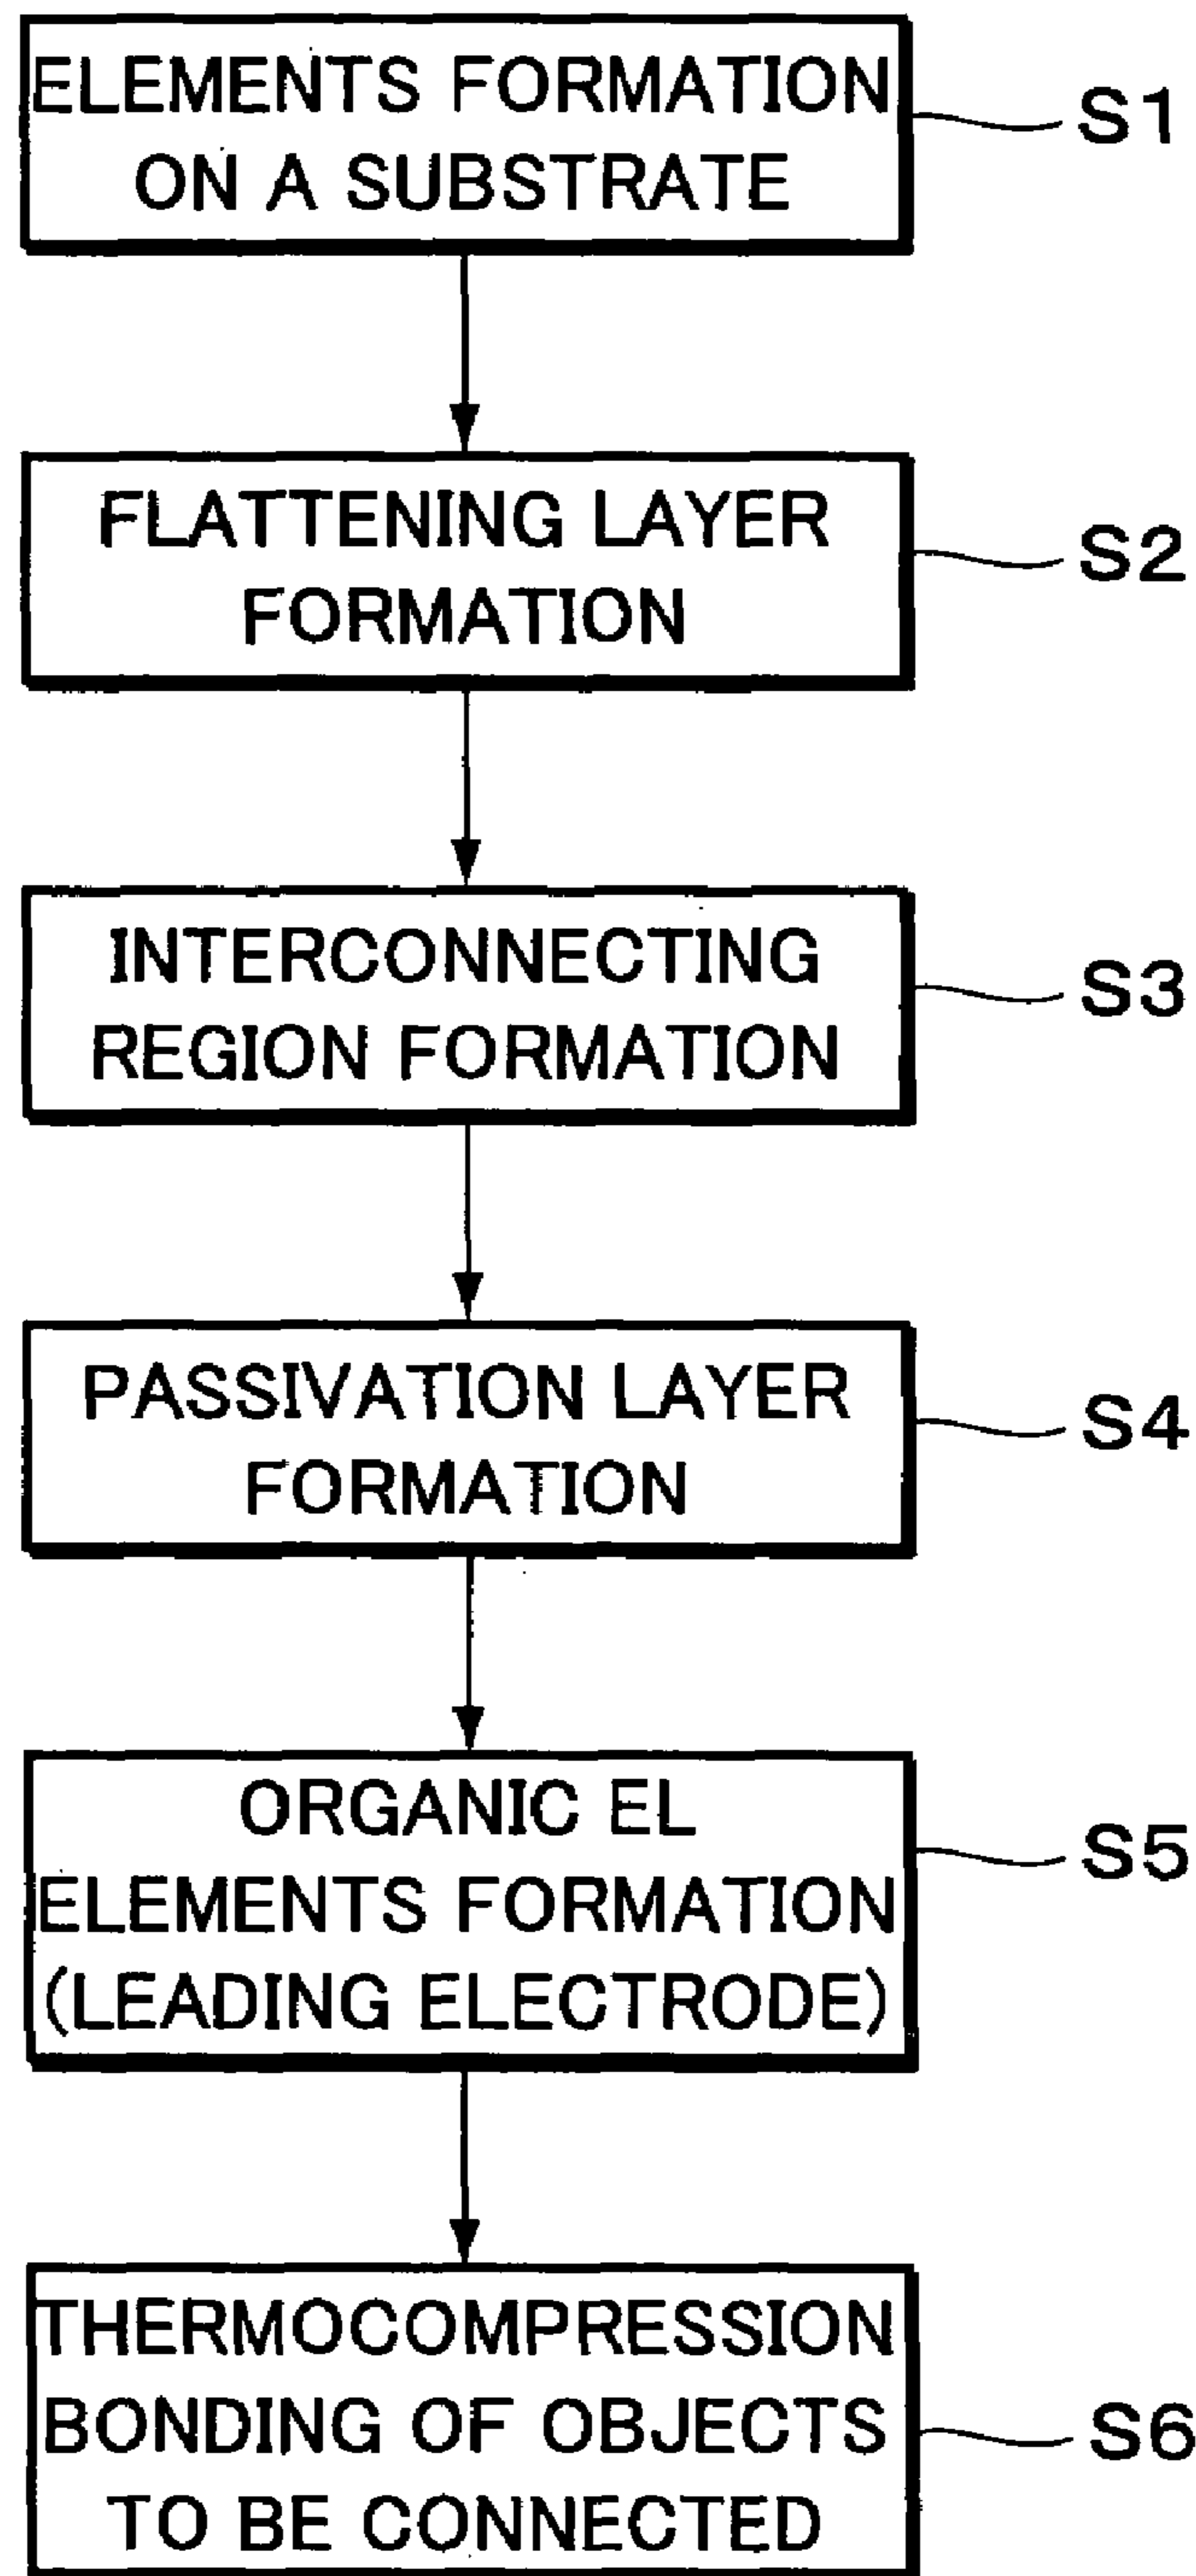 ELEMENTS FORMATION
ON A SUBSTRATE
S1
FLATTENING LAYER
FORMATION
S2
INTERCONNECTING
REGION FORMATION
S3
PASSIVATION LAYER
FORMATION
S4
ORGANIC EL
ELEMENTS FORMATION
(LEADING ELECTRODE)
S5
THERMOCOMPRESSION
BONDING OF OBJECTS
TO BE CONNECTED
S6